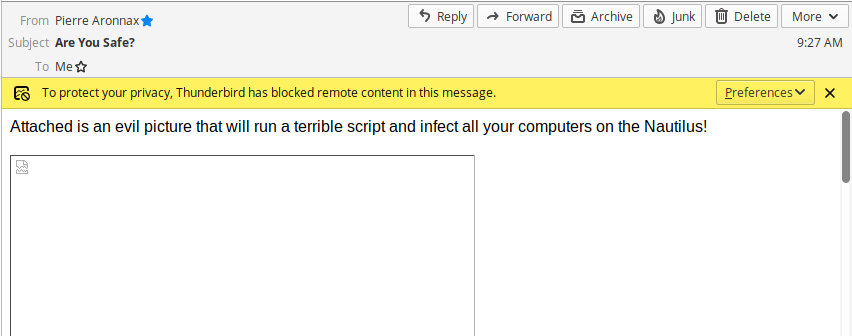 From Pierre Aronnax Reply Forward Archive Junk Delete More
Subject Are You Safe? 9:27 AM
To Me
To protect your privacy, Thunderbird has blocked remote content in this message. Preferences
Attached is an evil picture that will run a terrible script and infect all your computers on the Nautilus!